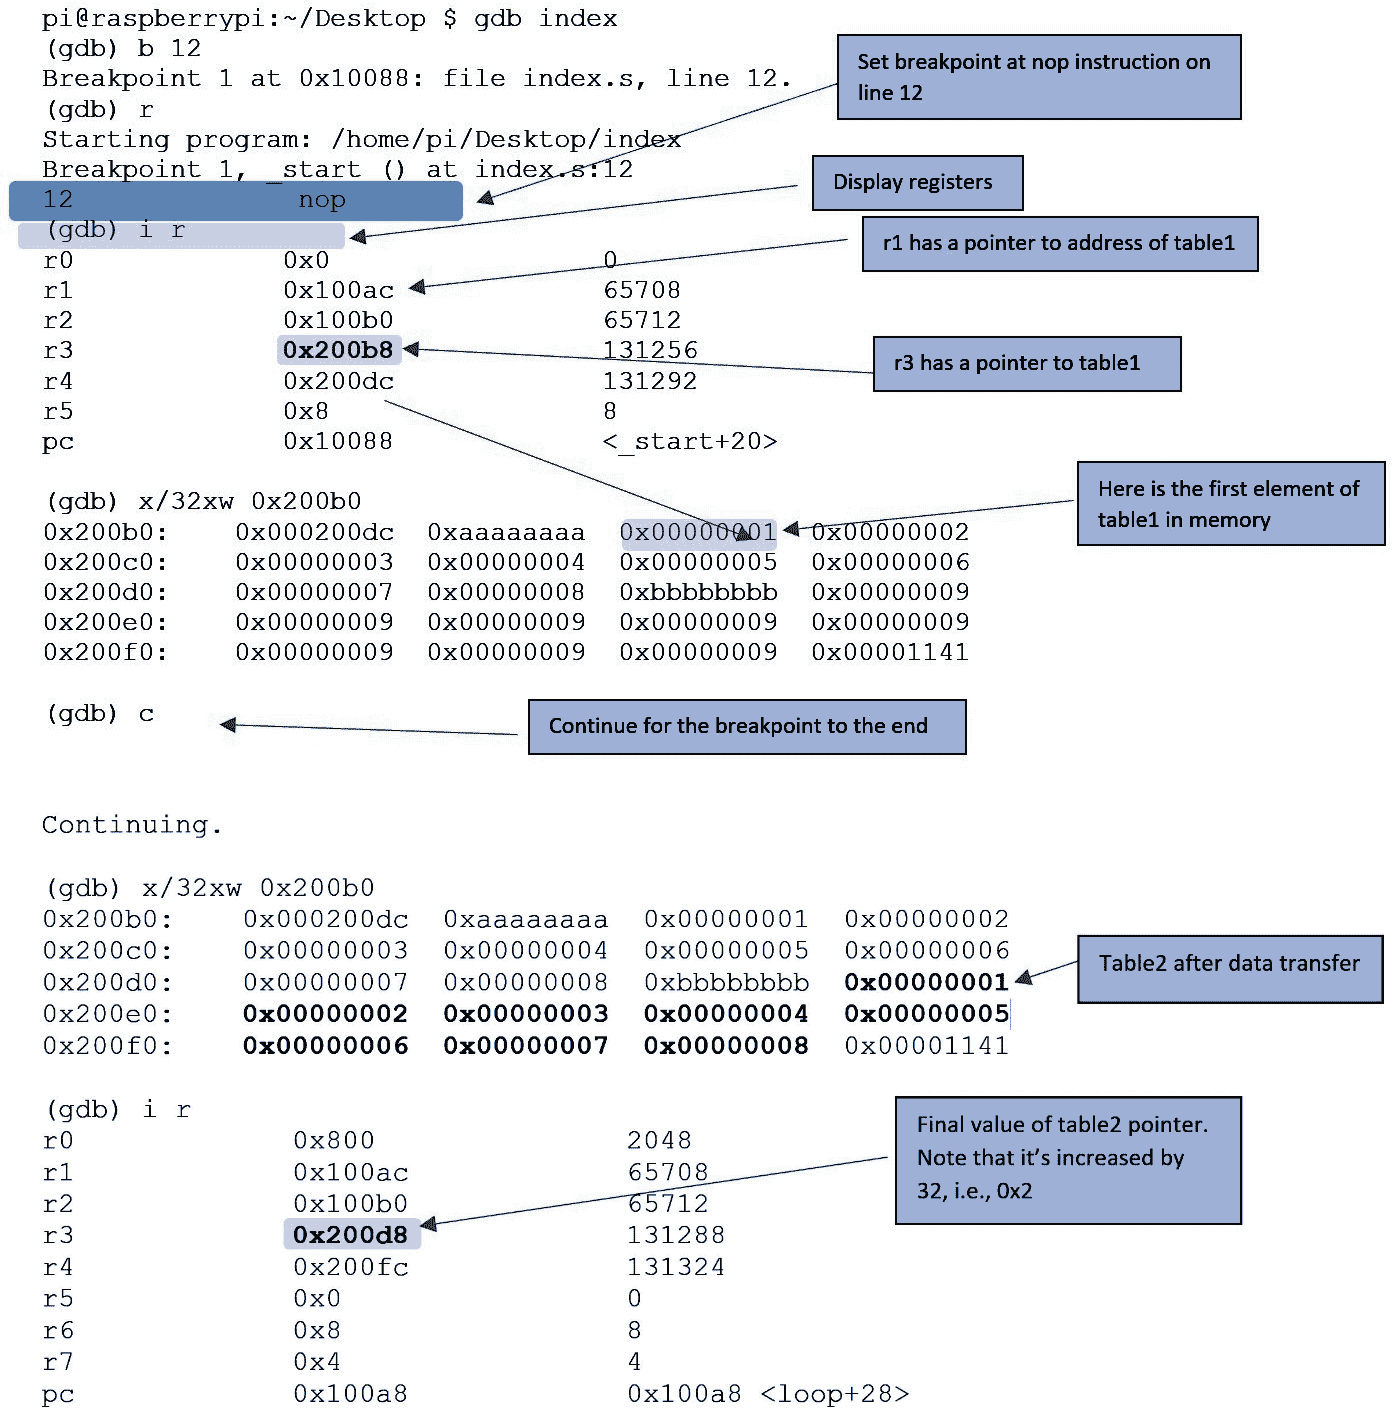 pi@raspberrypi:~/Desktop $ gdb index
(gdb) b 12
Set breakpoint at nop instruction on
line 12
Breakpoint 1 at 0x10088: file index.s, line 12.
(gdb) r
Starting program: /home/pi/Desktop/index
Breakpoint 1, _start () at index.s:12
Display registers
12 nop
(gdb) i r
r1 has a pointer to address of table1
r0 0x0 0
r1 0x100ac 65708
r2 0x100b0 65712
r3 0x200b8 131256
r3 has a pointer to table1
r4 0x200dc 131292
r5 0x8 8
pc 0x10088 <_start+20>
Here is the first element of
table1 in memory
(gdb) x/32xw 0x200b0
0x200b0: 0x000200dc 0xaaaaaaaa 0x00000001 0x00000002
0x200c0: 0x00000003 0x00000004 0x00000005 0x00000006
0x200d0: 0x00000007 0x00000008 0xbbbbbbbb 0x00000009
0x200e0: 0x00000009 0x00000009 0x00000009 0x00000009
0x200f0: 0x00000009 0x00000009 0x00000009 0x00001141
(gdb) c
Continue for the breakpoint to the end
Continuing.
(gdb) x/32xw 0x200b0
0x200b0: 0x000200dc 0xaaaaaaaa 0x00000001 0x00000002
0x200c0: 0x00000003 0x00000004 0x00000005 0x00000006
0x200d0: 0x00000007 0x00000008 0xbbbbbbbb 0x00000001
Table2 after data transfer
0x200e0: 0x00000002 0x00000003 0x00000004 0x00000005
0x200f0: 0x00000006 0x00000007 0x00000008 0x00001141
(gdb) i r
Final value of table2 pointer.
Note that it's increased by
32, i.e., 0x2
r0 0x800 2048
r1 0x100ac 65708
r2 0x100b0 65712
r3 0x200d8 131288
r4 0x200fc 131324
r5 0x0 0
r6 0x8 8
r7 0x4 4
pc 0x100a8 0x100a8 <loop+28>